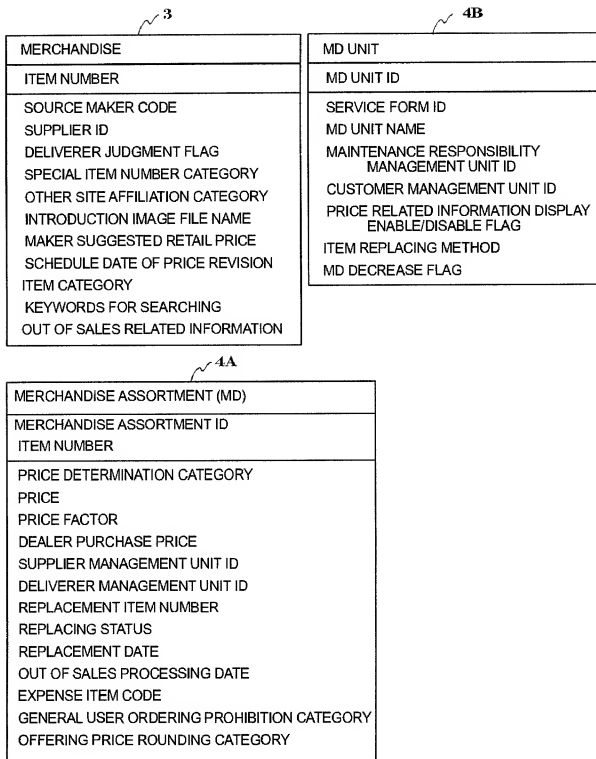 3
MERCHANDISE
ITEM NUMBER
SOURCE MAKER CODE
SUPPLIER ID
DELIVERER JUDGMENT FLAG
SPECIAL ITEM NUMBER CATEGORY
OTHER SITE AFFILIATION CATEGORY
INTRODUCTION IMAGE FILE NAME
MAKER SUGGESTED RETAIL PRICE
SCHEDULE DATE OF PRICE REVISION
ITEM CATEGORY
KEYWORDS FOR SEARCHING
OUT OF SALES RELATED INFORMATION
4B
MD UNIT
MD UNIT ID
SERVICE FORM ID
MD UNIT NAME
MAINTENANCE RESPONSIBILITY
MANAGEMENT UNIT ID
CUSTOMER MANAGEMENT UNIT ID
PRICE RELATED INFORMATION DISPLAY
ENABLE/DISABLE FLAG
ITEM REPLACING METHOD
MD DECREASE FLAG
4A
MERCHANDISE ASSORTMENT (MD)
MERCHANDISE ASSORTMENT ID
ITEM NUMBER
PRICE DETERMINATION CATEGORY
PRICE
PRICE FACTOR
DEALER PURCHASE PRICE
SUPPLIER MANAGEMENT UNIT ID
DELIVERER MANAGEMENT UNIT ID
REPLACEMENT ITEM NUMBER
REPLACING STATUS
REPLACEMENT DATE
OUT OF SALES PROCESSING DATE
EXPENSE ITEM CODE
GENERAL USER ORDERING PROHIBITION CATEGORY
OFFERING PRICE ROUNDING CATEGORY